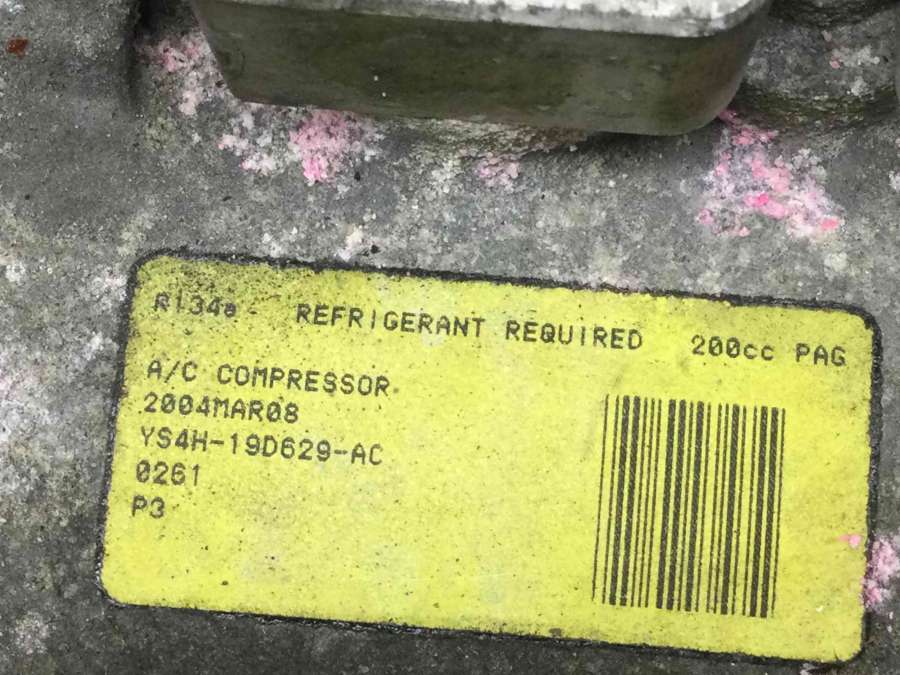 R134a - REFRIGERANT REQUIRED 200cc PAG
A/C COMPRESSOR
2004MAR08
YS4H-19D629-AC
0261
P3